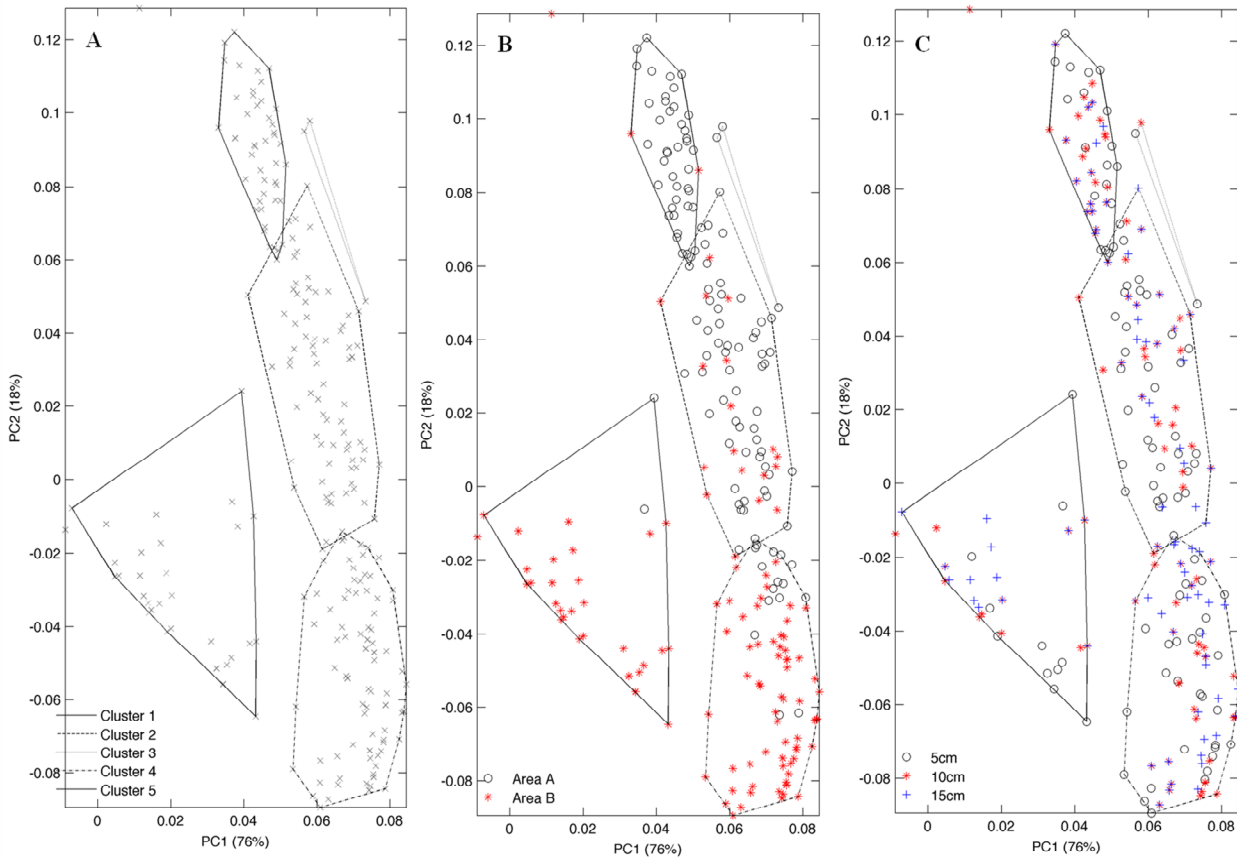 A
0.12
0.1
0.08
0.06
0.04
0.02
0
-0.02
-0.04
-0.06
-0.08
PC2 (18%)
Cluster 1
Cluster 2
Cluster 3
Cluster 4
Cluster 5
0
0.02
0.04
0.06
0.08
PC1 (76%)
B
0.12
0.1
0.08
0.06
0.04
0.02
0
-0.02
-0.04
-0.06
-0.08
PC2 (18%)
Area A
Area B
0
0.02
0.04
0.06
0.08
PC1 (76%)
C
0.12
0.1
0.08
0.06
0.04
0.02
0
-0.02
-0.04
-0.06
-0.08
PC2 (18%)
5cm
10cm
15cm
0
0.02
0.04
0.06
0.08
PC1 (76%)